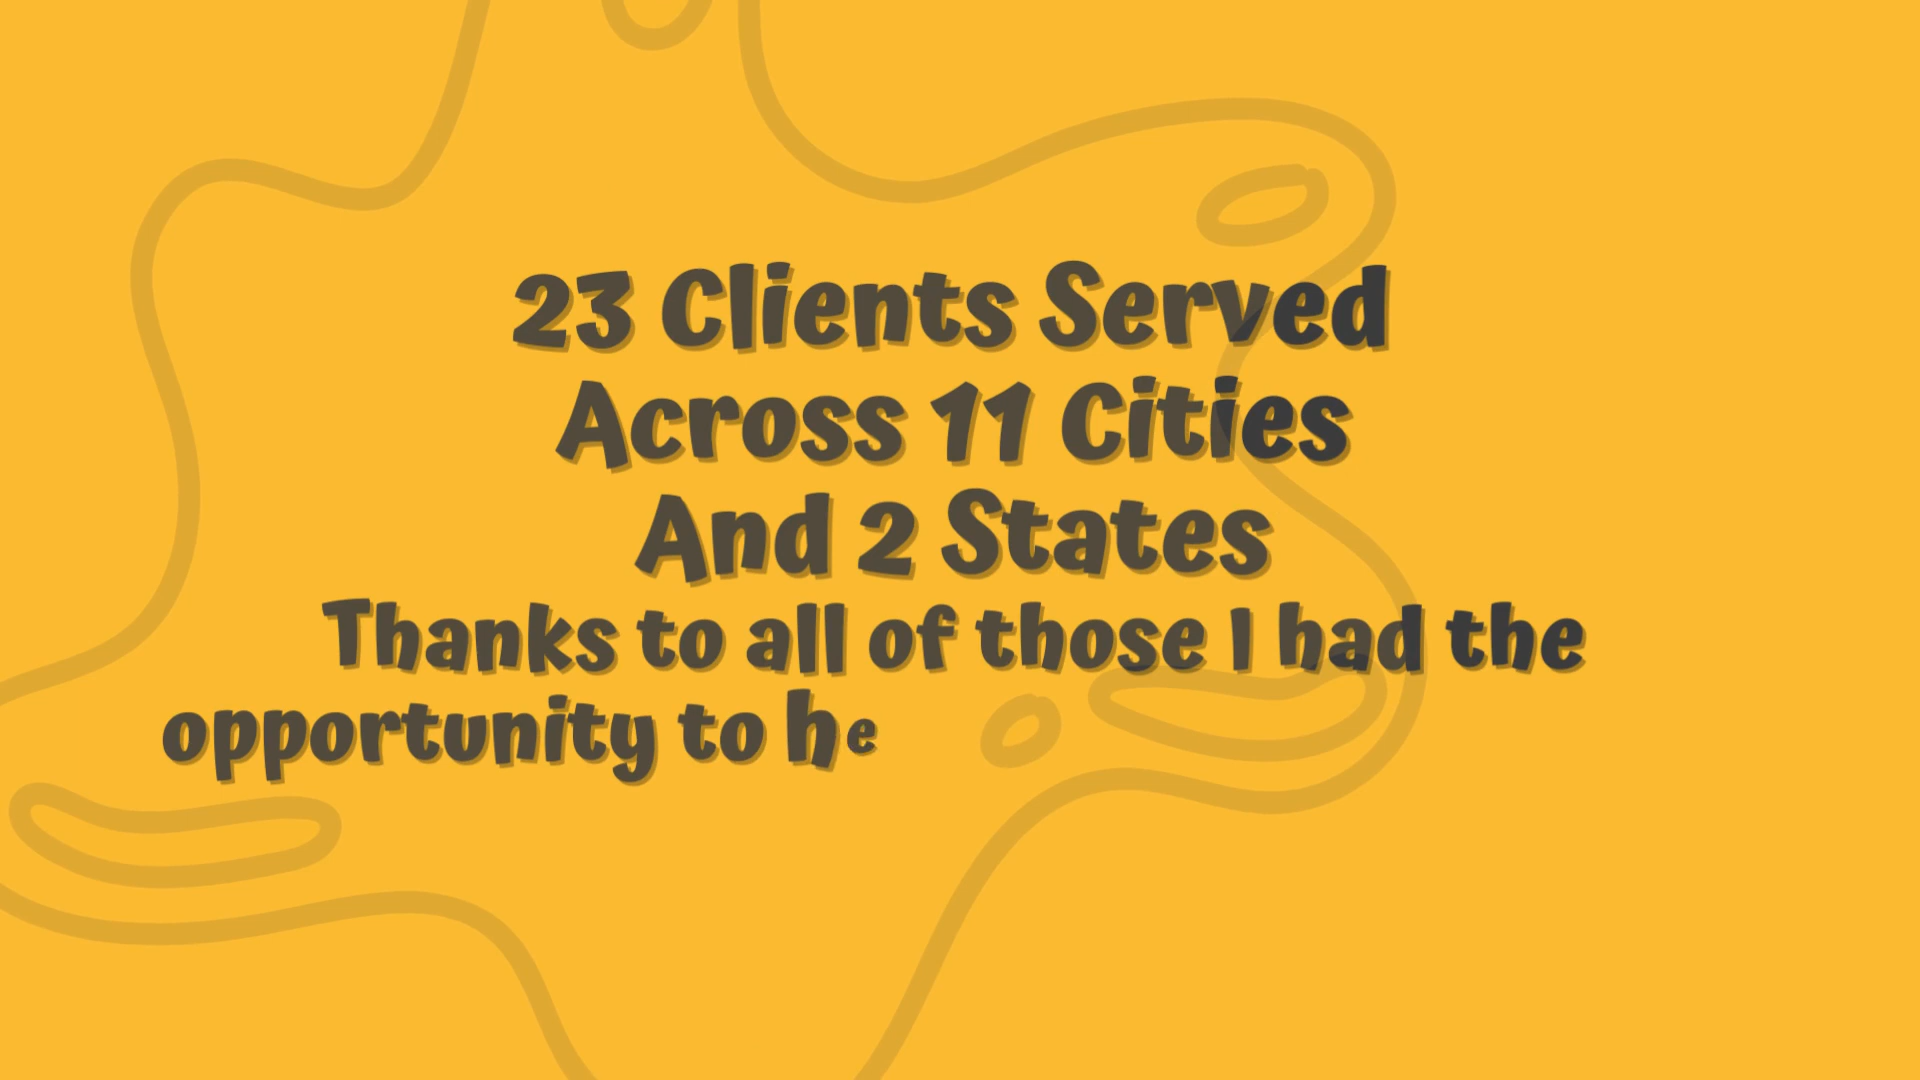 23 Clients Served
Across 11 Cities
And 2 States
Thanks to all of those I had the
opportunity to he